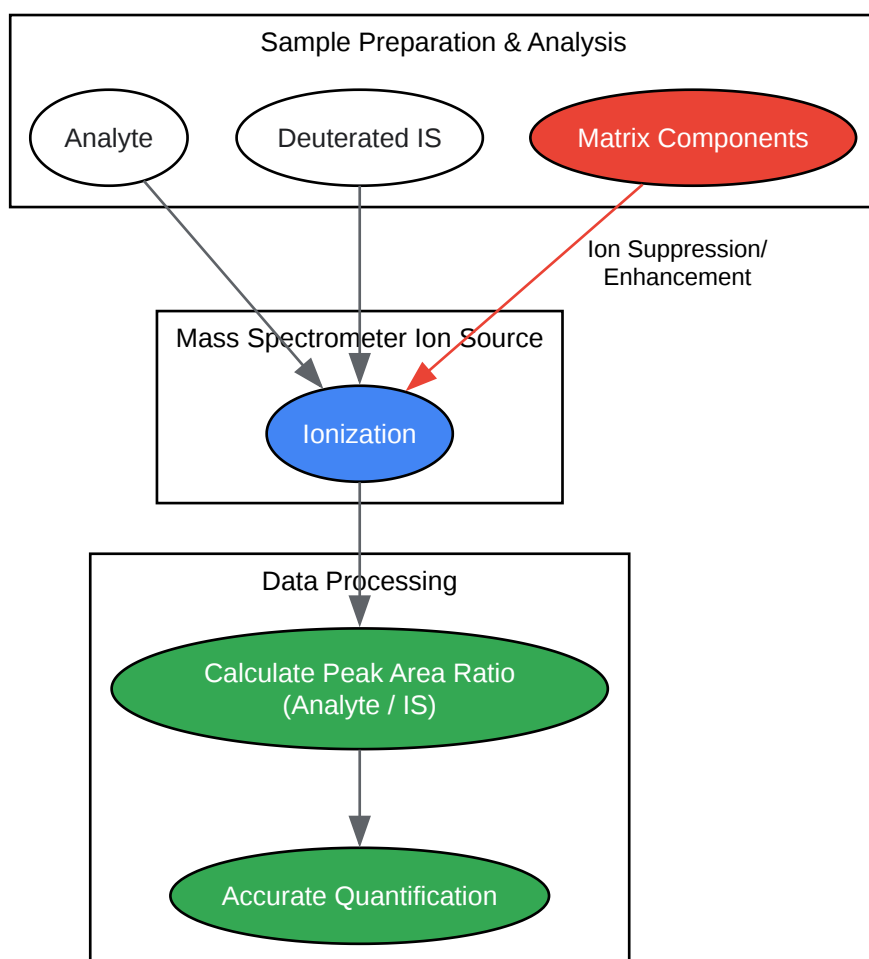 Sample Preparation & Analysis
Analyte
Deuterated IS
Matrix Components
Ion Suppression/
Enhancement
Mass Spectrometer Ion Source
Ionization
Data Processing
Calculate Peak Area Ratio
(Analyte / IS)
Accurate Quantification